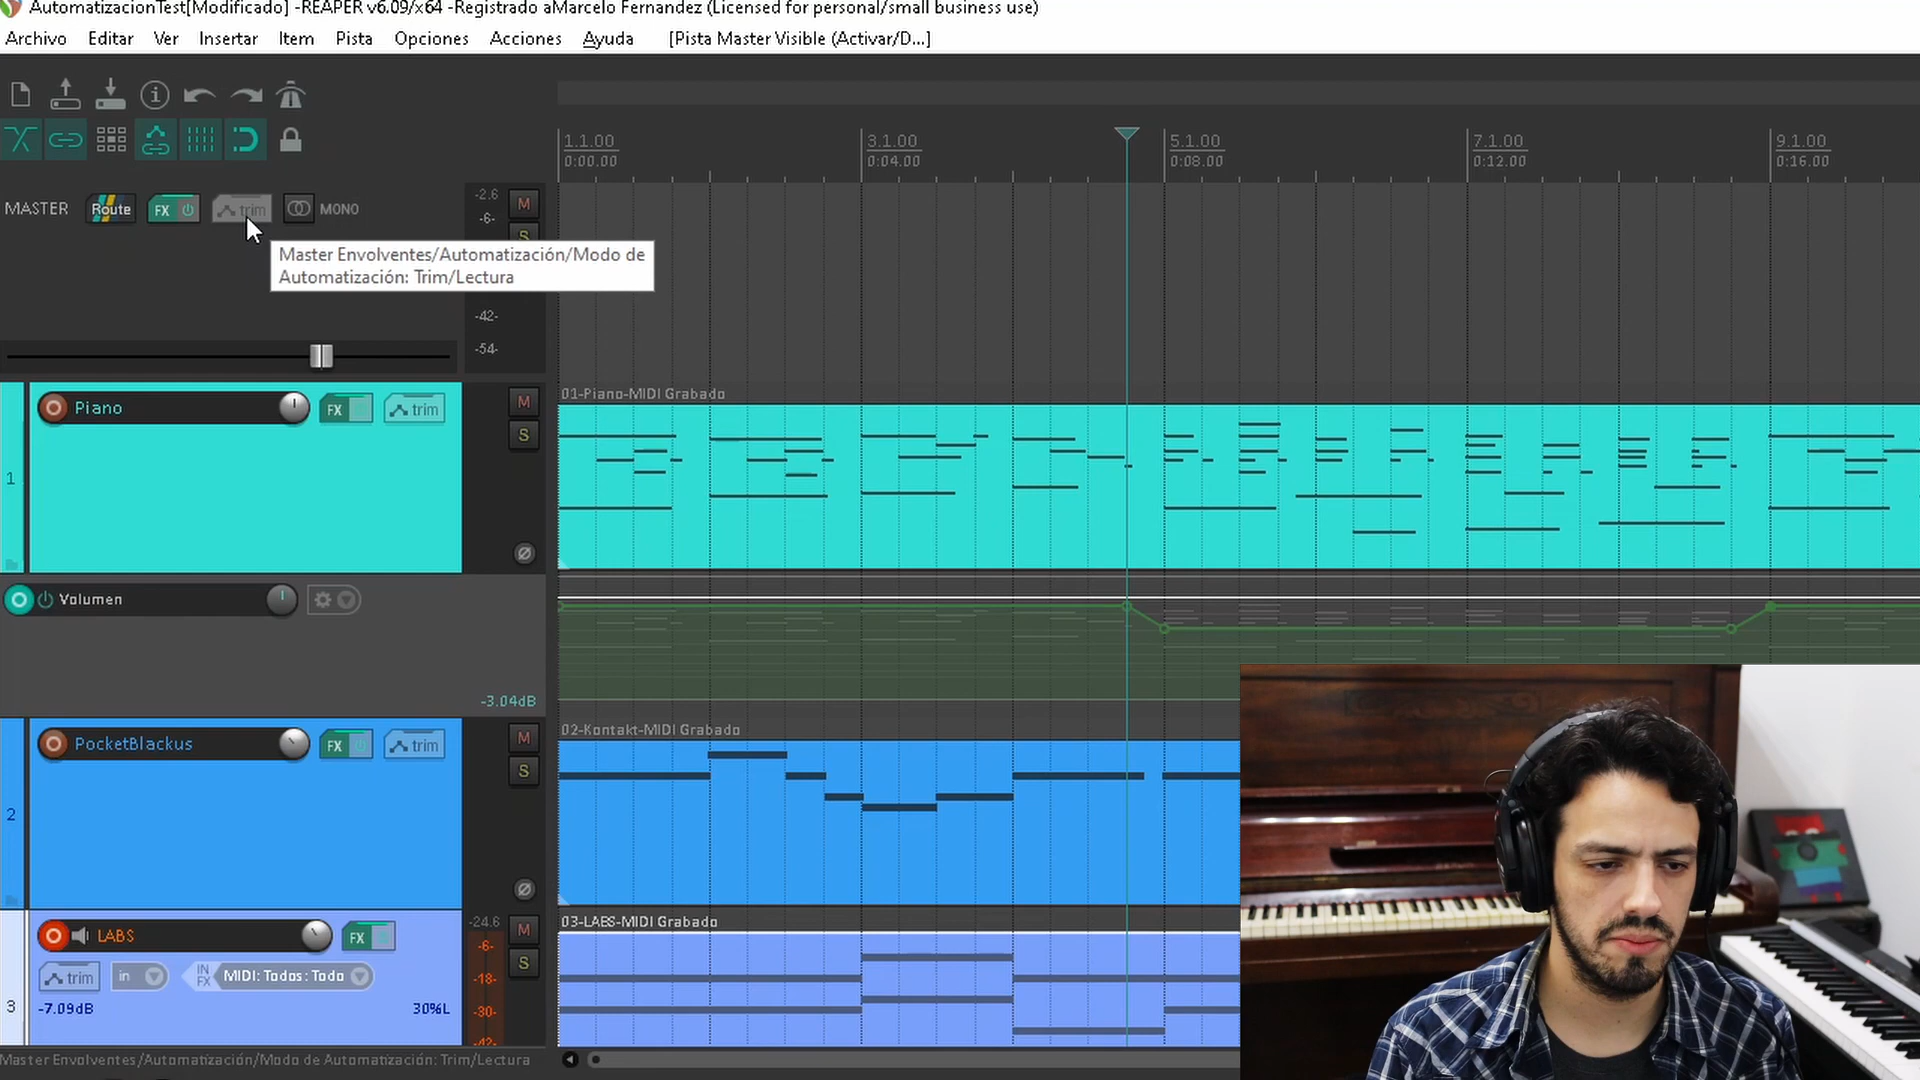 AutomatizacionTest[Modificado] -REAPER v6.09/x64 -Registrado aMarcelo Fernandez (Licensed for personal/small business use)
Archivo Editar Ver Insertar Item Pista Opciones Acciones Ayuda [Pista Master Visible (Activar/D...]
1.1.00 3.1.00 5.1.00 7.1.00 9.1.00
0:00.00 0:04.00 0:08.00 0:12.00 0:16.00
MASTER Route FX trim MONO
-2.6
-6-
M
S
Master Envolventes/Automatización/Modo de
Automatización: Trim/Lectura
-42-
-54-
01-Piano-MIDI Grabado
Piano FX trim M
S
1
Volumen
-3.04dB
02-Kontakt-MIDI Grabado
PocketBlackus FX trim M
S
2
03-LABS-MIDI Grabado
LABS FX
-24.6
-6-
-18-
-30-
-42-
M
S
trim in IN FX MIDI: Todos: Todo
3
-7.09dB 30%L
Master Envolventes/Automatización/Modo de Automatización: Trim/Lectura